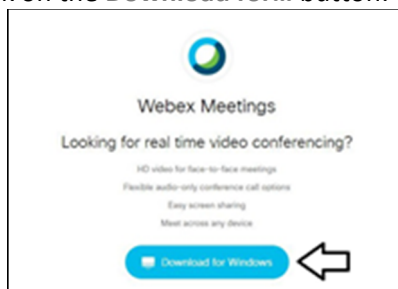 Webex Meetings
Looking for real time video conferencing?
HD video for face-to-face meetings
Flexible audio-only conference call options
Easy screen sharing
Meet across any device
Download for Windows